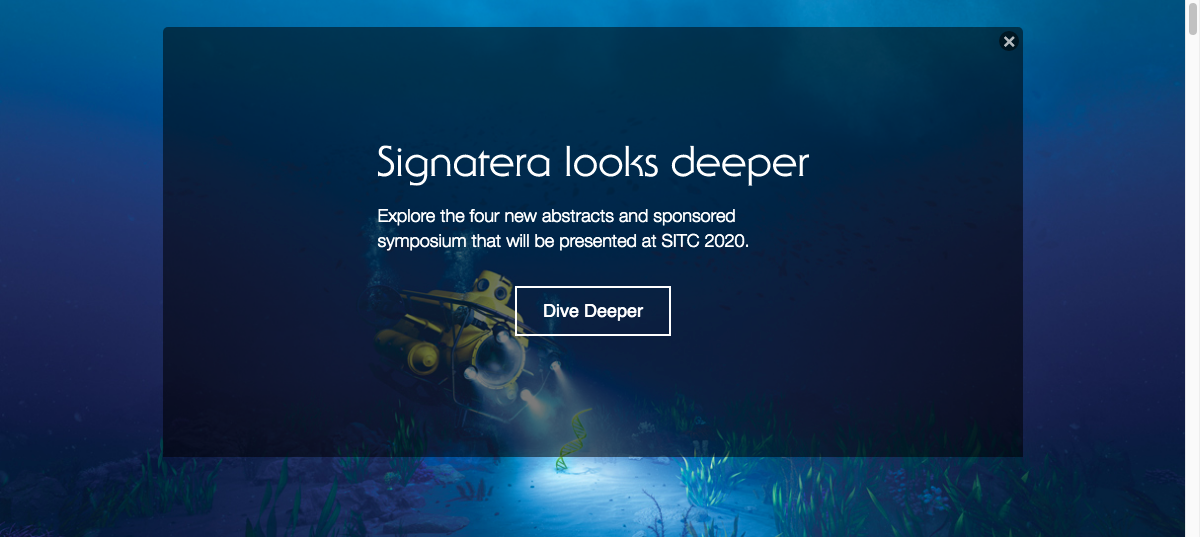 Signatera looks deeper
Explore the four new abstracts and sponsored
symposium that will be presented at SITC 2020.
Dive Deeper